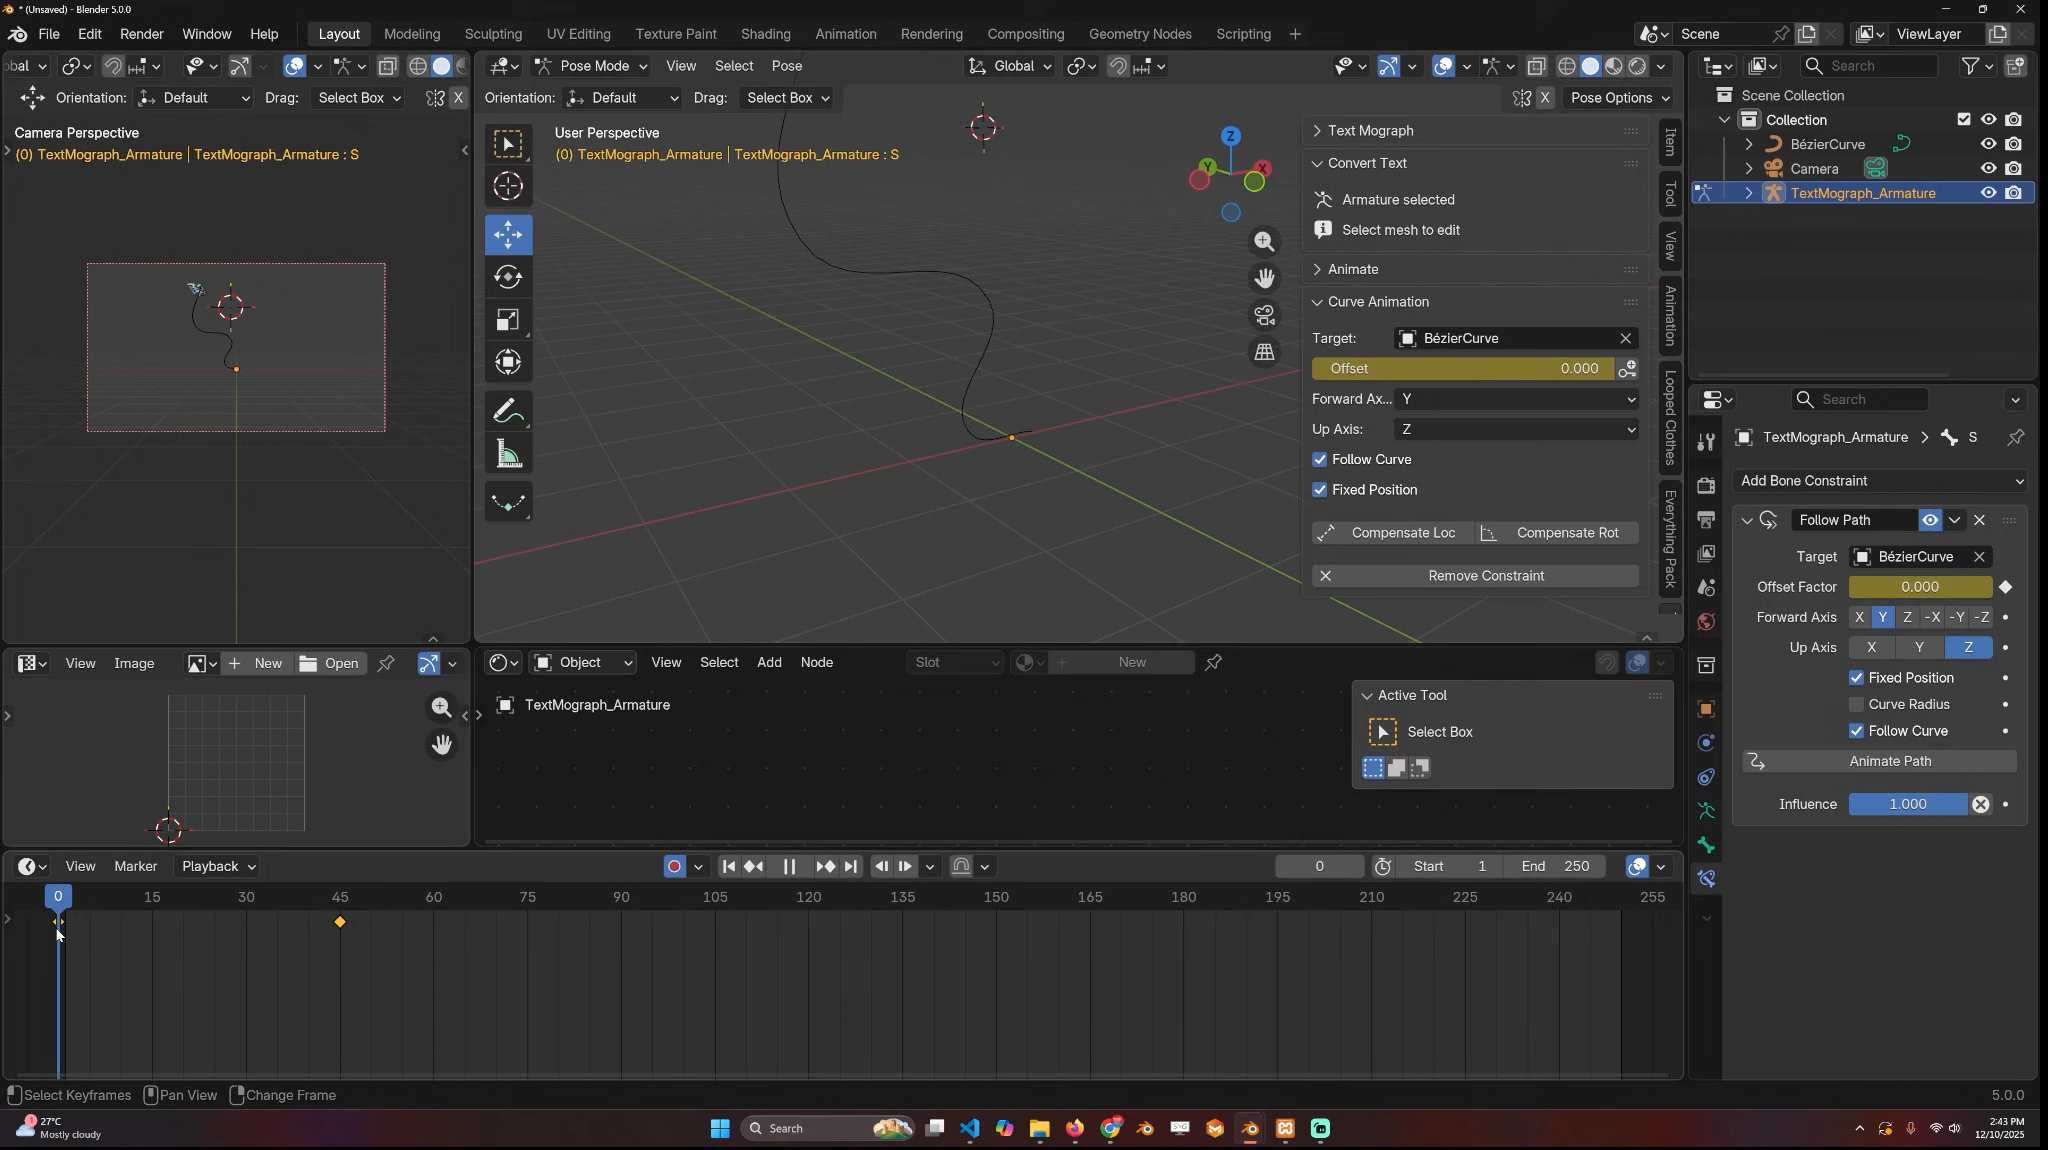 * (Unsaved) - Blender 5.0.0
File Edit Render Window Help Layout Modeling Sculpting UV Editing Texture Paint Shading Animation Rendering Compositing Geometry Nodes Scripting + Scene ViewLayer
obal Pose Mode View Select Pose Global Search
Orientation: Default Drag: Select Box X Orientation: Default Drag: Select Box X Pose Options
Scene Collection
Collection
BézierCurve
Camera
TextMograph_Armature
Camera Perspective
(0) TextMograph_Armature | TextMograph_Armature : S
User Perspective
(0) TextMograph_Armature | TextMograph_Armature : S
Z
Y
X
Text Mograph
Convert Text
Armature selected
Select mesh to edit
Animate
Curve Animation
Target: BézierCurve
Offset 0.000
Forward Ax... Y
Up Axis: Z
Follow Curve
Fixed Position
Compensate Loc Compensate Rot
Remove Constraint
Item
Tool
View
Animation
Looped Clothes
Everything Pack
Search
TextMograph_Armature > S
Add Bone Constraint
Follow Path
Target BézierCurve
Offset Factor 0.000
Forward Axis X Y Z -X -Y -Z
Up Axis X Y Z
Fixed Position
Curve Radius
Follow Curve
Animate Path
Influence 1.000
View Image + New Open
Object View Select Add Node Slot New
TextMograph_Armature
Active Tool
Select Box
View Marker Playback 0 Start 1 End 250
0 15 30 45 60 75 90 105 120 135 150 165 180 195 210 225 240 255
Select Keyframes Pan View Change Frame 5.0.0
27°C
Mostly cloudy
Search
2:43 PM
12/10/2025